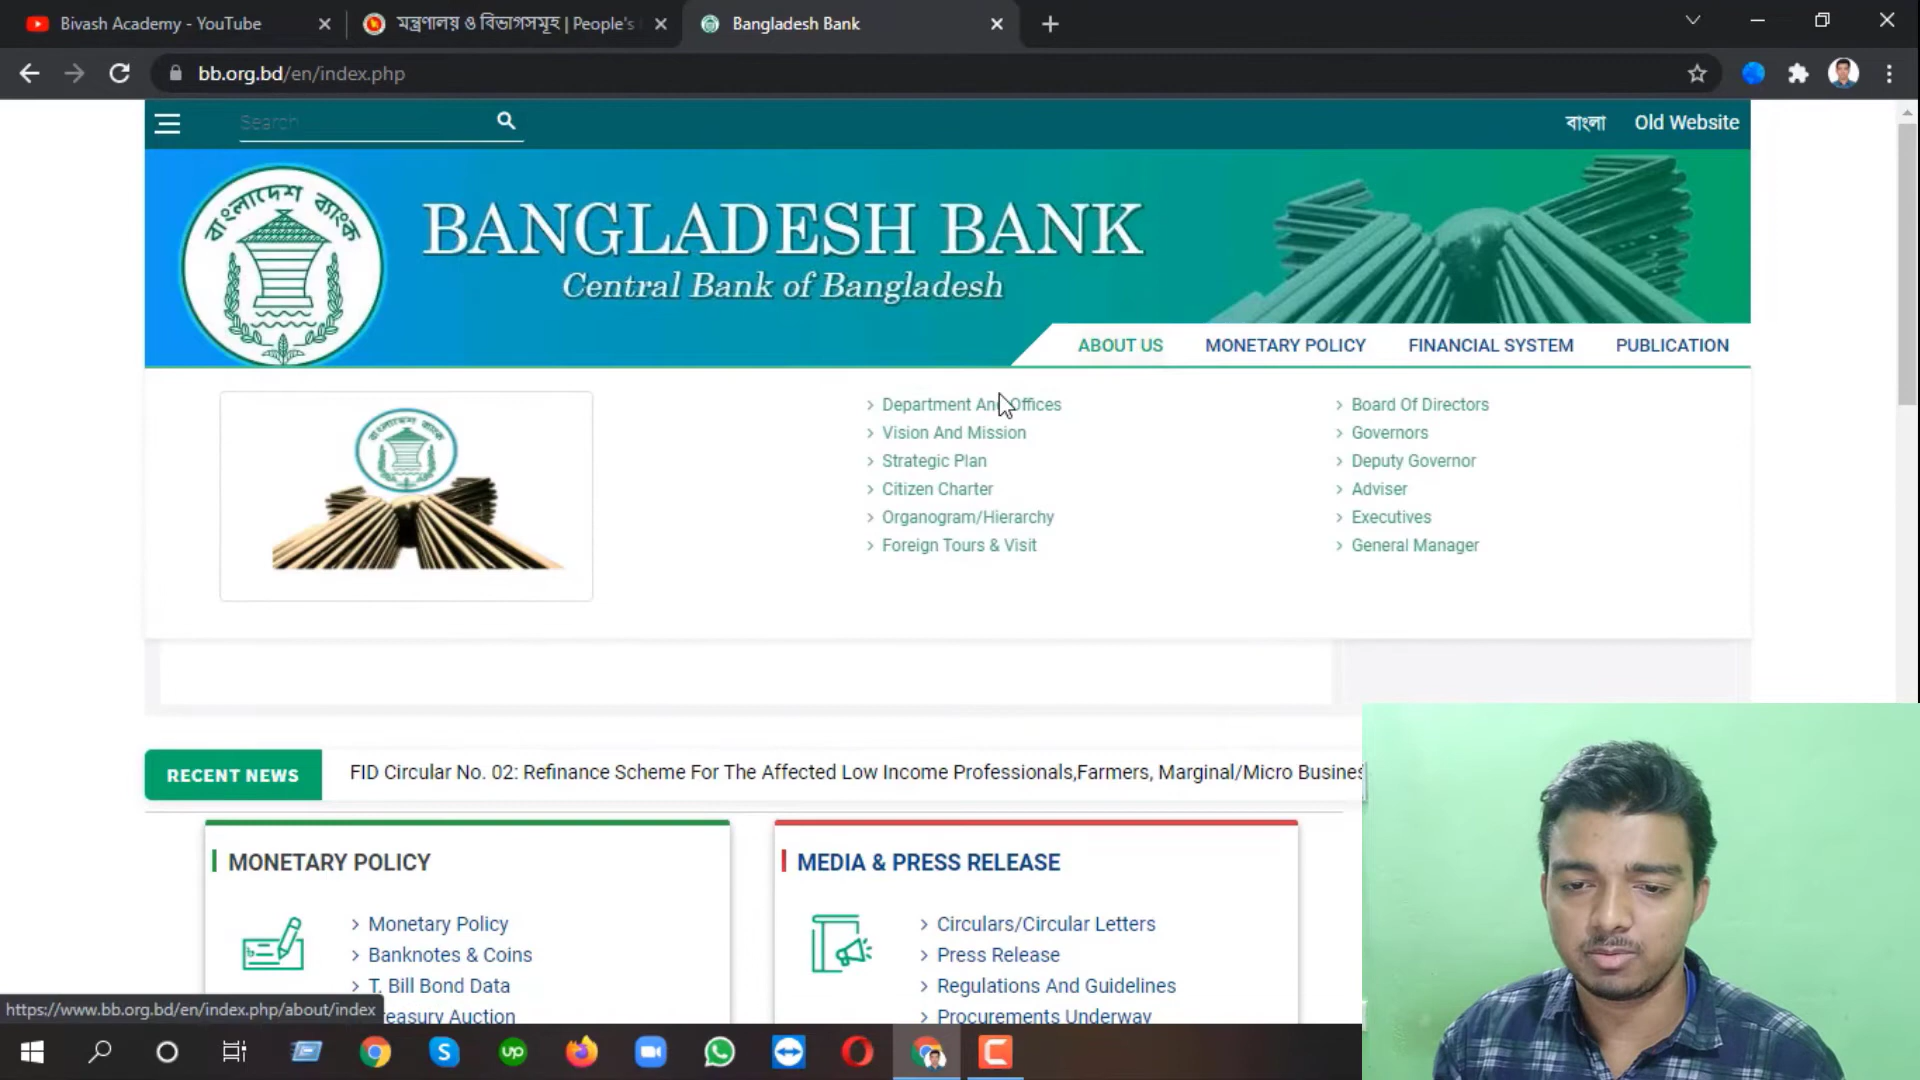 Bivash Academy - YouTube
মন্ত্রণালয় ও বিভাগসমূহ | People's
Bangladesh Bank
bb.org.bd/en/index.php
Search
বাংলা
Old Website
বাংলাদেশ ব্যাংক
BANGLADESH BANK
Central Bank of Bangladesh
ABOUT US
MONETARY POLICY
FINANCIAL SYSTEM
PUBLICATION
Department And Offices
Board Of Directors
Vision And Mission
Governors
Strategic Plan
Deputy Governor
Citizen Charter
Adviser
Organogram/Hierarchy
Executives
Foreign Tours & Visit
General Manager
RECENT NEWS
FID Circular No. 02: Refinance Scheme For The Affected Low Income Professionals,Farmers, Marginal/Micro Busines
MONETARY POLICY
MEDIA & PRESS RELEASE
Monetary Policy
Circulars/Circular Letters
Banknotes & Coins
Press Release
T. Bill Bond Data
Regulations And Guidelines
https://www.bb.org.bd/en/index.php/about/index
reasury Auction
Procurements Underway
up